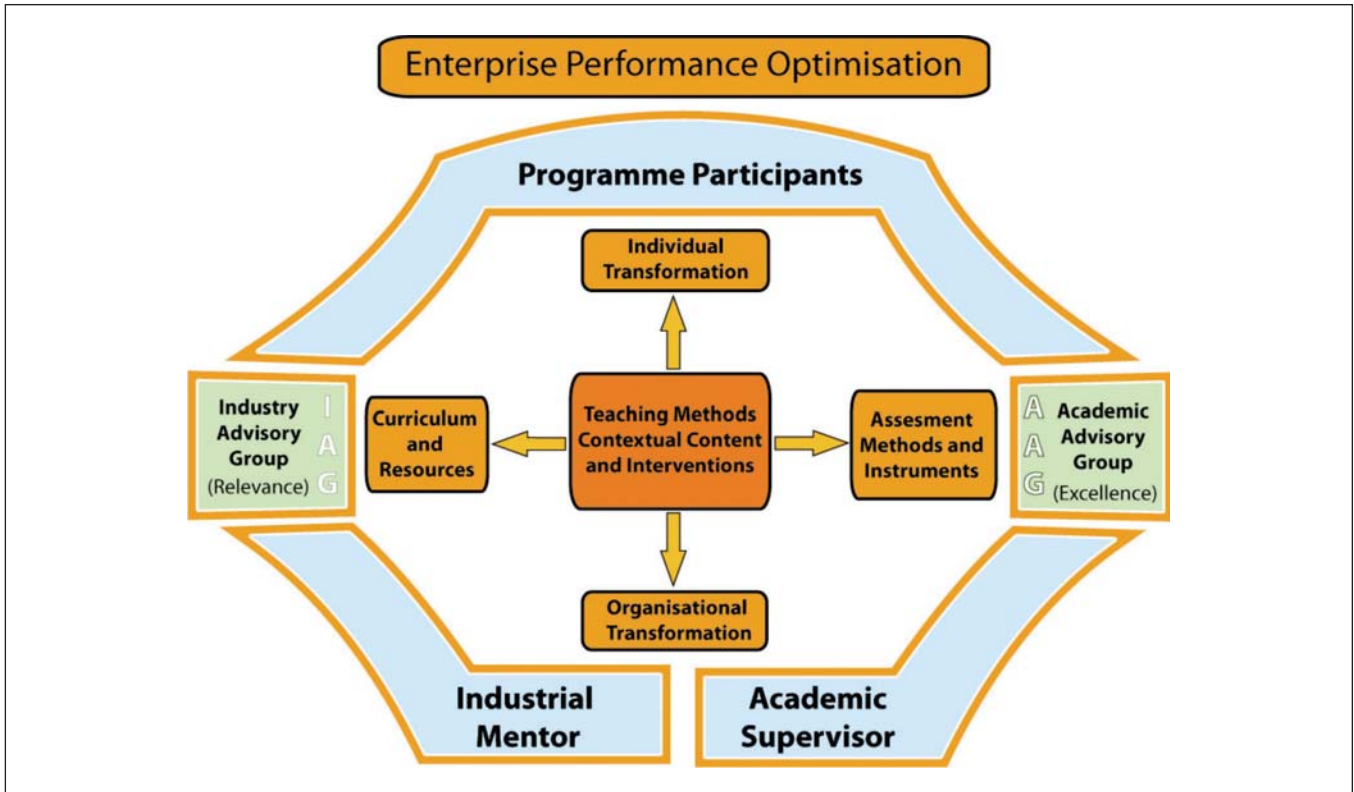 Enterprise Performance Optimisation
Programme Participants
Individual
Transformation
Industry
Advisory
Group
(Relevance)
I
A
G
Curriculum
and
Resources
Teaching Methods
Contextual Content
and Interventions
Assesment
Methods and
Instruments
A
A
G
Academic
Advisory
Group
(Excellence)
Organisational
Transformation
Industrial
Mentor
Academic
Supervisor